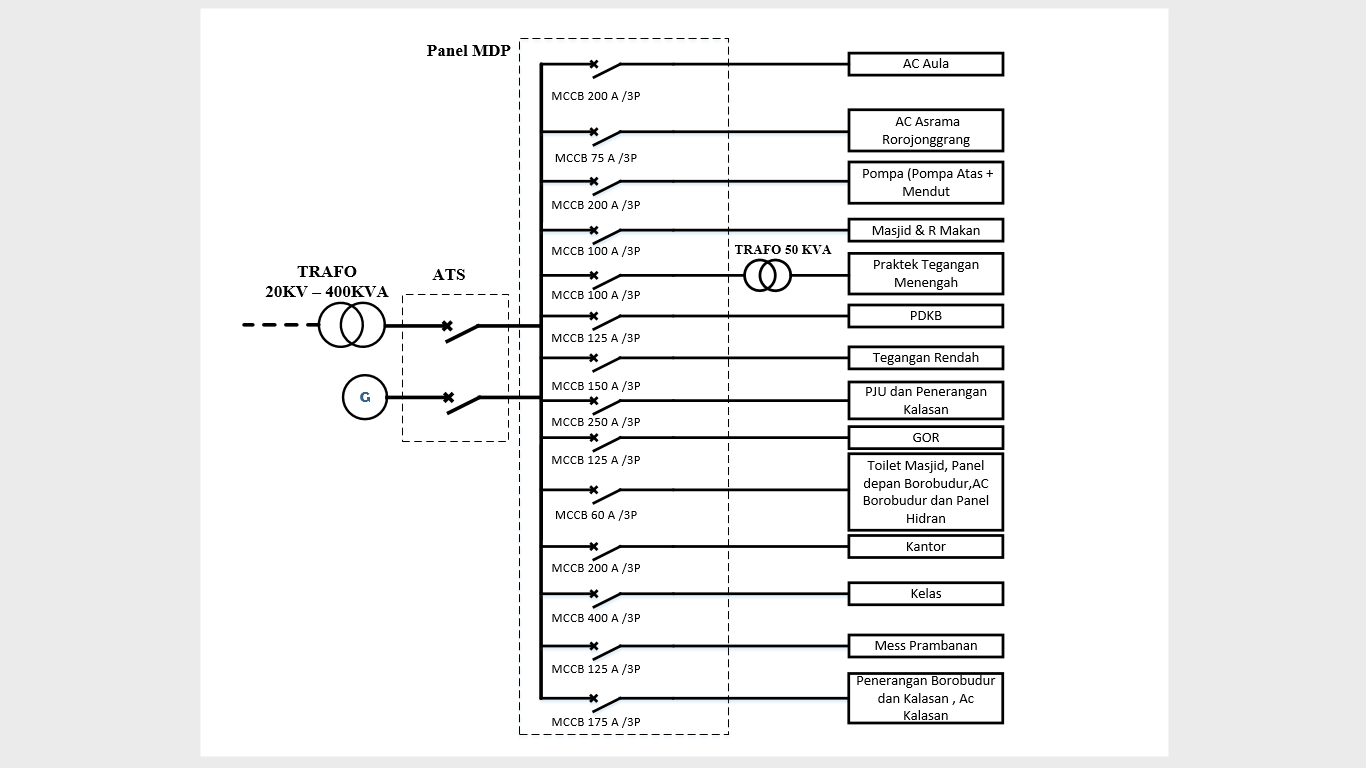 Panel MDP
AC Aula
MCCB 200 A /3P
AC Asrama
Rorojonggrang
MCCB 75 A /3P
Pompa (Pompa Atas +
Mendut
MCCB 200 A /3P
Masjid & R Makan
MCCB 100 A /3P
TRAFO 50 KVA
Praktek Tegangan
Menengah
MCCB 100 A /3P
TRAFO
20KV – 400KVA
ATS
PDKB
MCCB 125 A /3P
Tegangan Rendah
MCCB 150 A /3P
G
PJU dan Penerangan
Kalasan
MCCB 250 A /3P
GOR
MCCB 125 A /3P
Toilet Masjid, Panel
depan Borobudur,AC
Borobudur dan Panel
Hidran
MCCB 60 A /3P
Kantor
MCCB 200 A /3P
Kelas
MCCB 400 A /3P
Mess Prambanan
MCCB 125 A /3P
Penerangan Borobudur
dan Kalasan , Ac
Kalasan
MCCB 175 A /3P